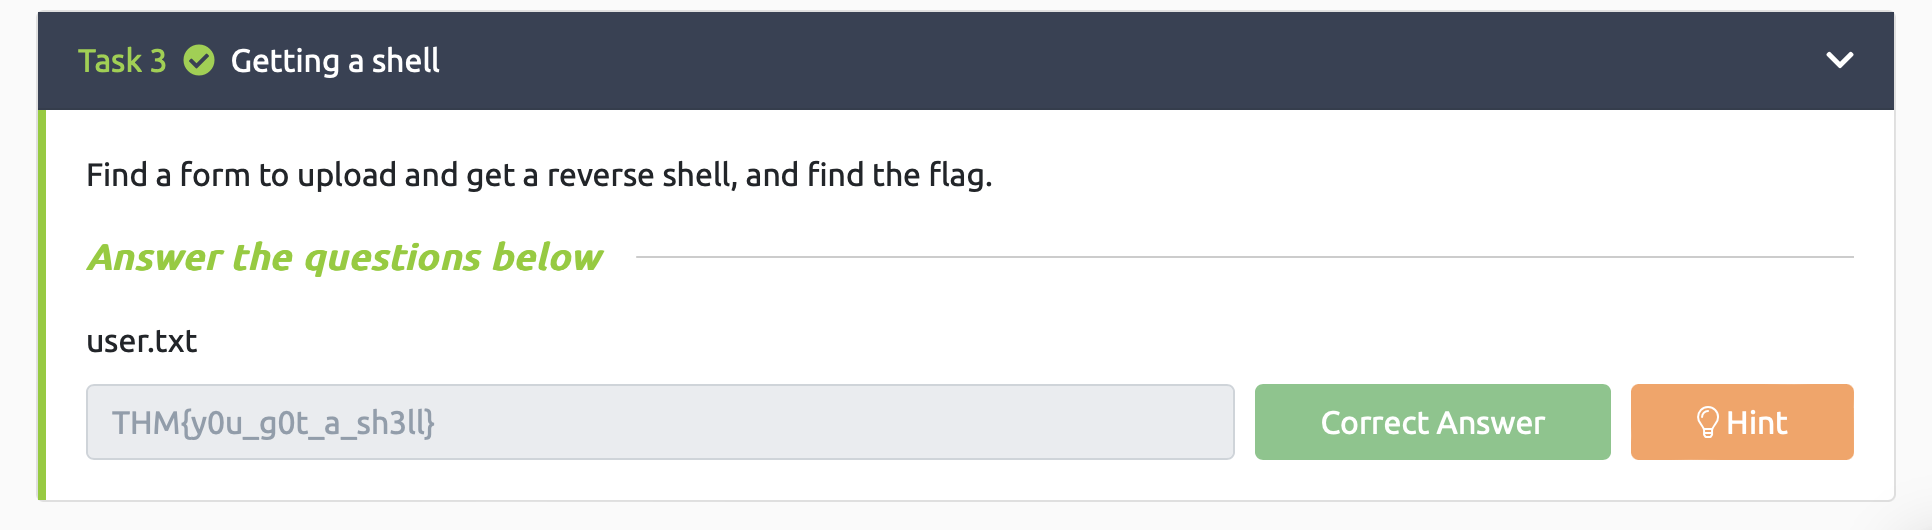 Task 3 Getting a shell
Find a form to upload and get a reverse shell, and find the flag.
Answer the questions below
user.txt
THM{y0u_g0t_a_sh3ll}
Correct Answer
Hint